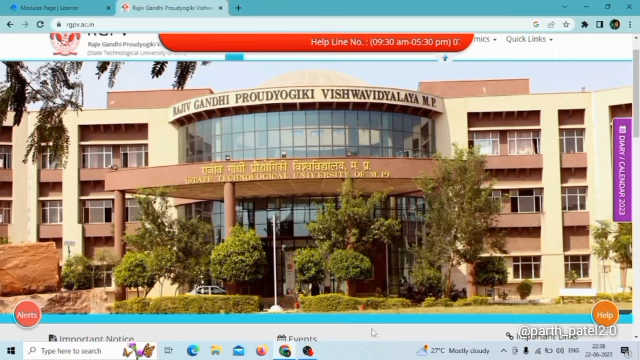 Modules Page | Learner
Rajiv Gandhi Proudyogiki Vishwa
rgpv.ac.in
Rajiv Gandhi Proudyogiki
(State Technological University
Help Line No. : (09:30 am-05:30 pm) 0
Quick Links
RAJIV GANDHI PROUDYOGIKI VISHWAVIDYALAYA M.P.
राजीव गांधी प्रौद्योगिकी विश्वविद्यालय, म. प्र.
(STATE TECHNOLOGICAL UNIVERSITY OF M.P)
DIARY / CALENDAR 2023
Alerts
Help
@parth_patel2.0
Important Notice
Events
Important Links
Type here to search
27°C Mostly cloudy
ENG
22:38
22-06-2023